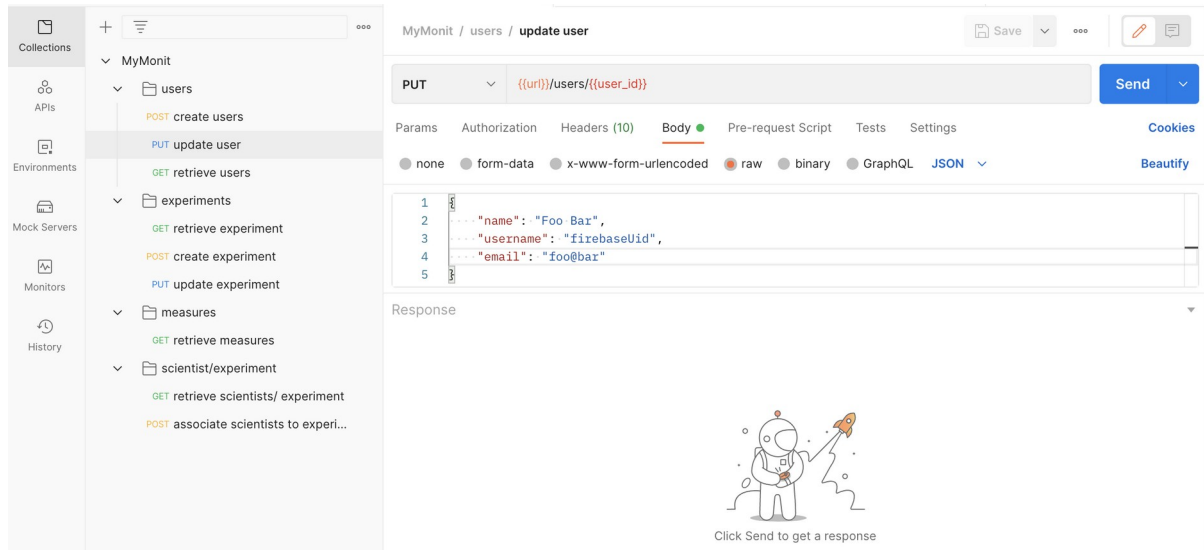 Collections
APIs
Environments
Mock Servers
Monitors
History
MyMonit
users
POST create users
PUT update user
GET retrieve users
experiments
GET retrieve experiment
POST create experiment
PUT update experiment
measures
GET retrieve measures
scientist/experiment
GET retrieve scientists/ experiment
POST associate scientists to experi...
MyMonit / users / update user
Save
PUT {{url}}/users/{{user_id}}
Send
Params Authorization Headers (10) Body Pre-request Script Tests Settings Cookies
none form-data x-www-form-urlencoded raw binary GraphQL JSON Beautify
1 {
2 "name": "Foo Bar",
3 "username": "firebaseUid",
4 "email": "foo@bar"
5 }
Response
Click Send to get a response